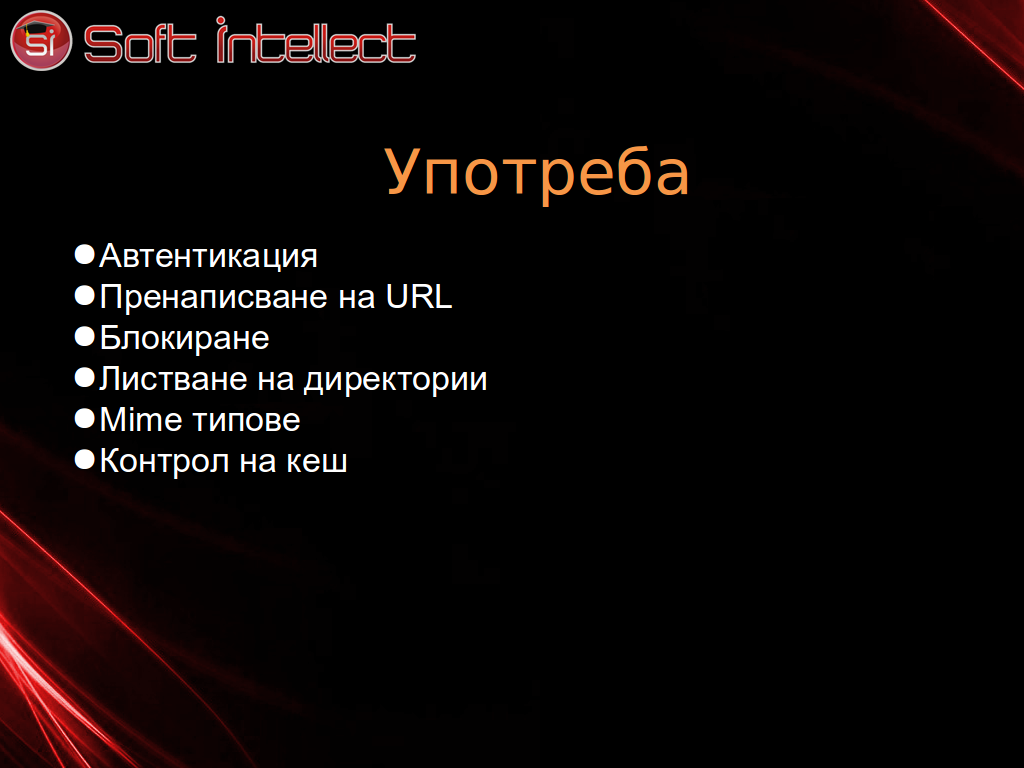 Si Soft Intellect
Употреба
●Автентикация
●Пренаписване на URL
●Блокиране
●Листване на директории
●Mime типове
●Контрол на кеш